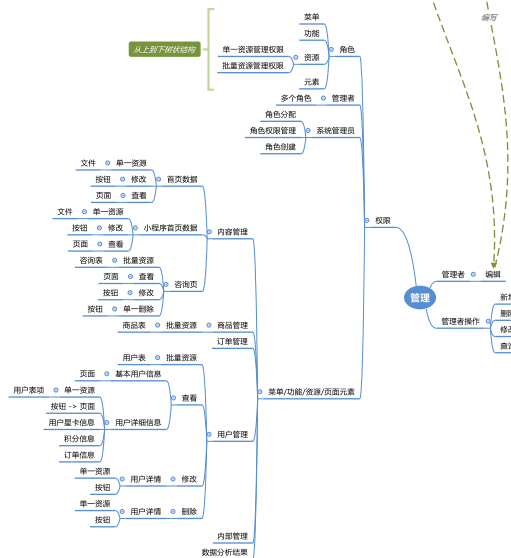 编写
菜单
功能
从上到下树状结构
单一资源管理权限
角色
资源
批量资源管理权限
元素
多个角色
管理者
角色分配
角色权限管理
系统管理员
角色创建
文件
单一资源
按钮
修改
首页数据
页面
查看
文件
单一资源
权限
按钮
修改
小程序首页数据
内容管理
页面
查看
咨询表
批量资源
管理者
编辑
页面
查看
咨询页
按钮
修改
管理
新增
按钮
单一删除
删除
管理者操作
商品表
批量资源
商品管理
修改
订单管理
查询
用户表
批量资源
页面
基本用户信息
用户表项
单一资源
菜单/功能/资源/页面元素
查看
按钮 -> 页面
用户星卡信息
用户详细信息
积分信息
用户管理
订单信息
单一资源
用户详情
修改
按钮
单一资源
用户详情
删除
按钮
内部管理
数据分析结果